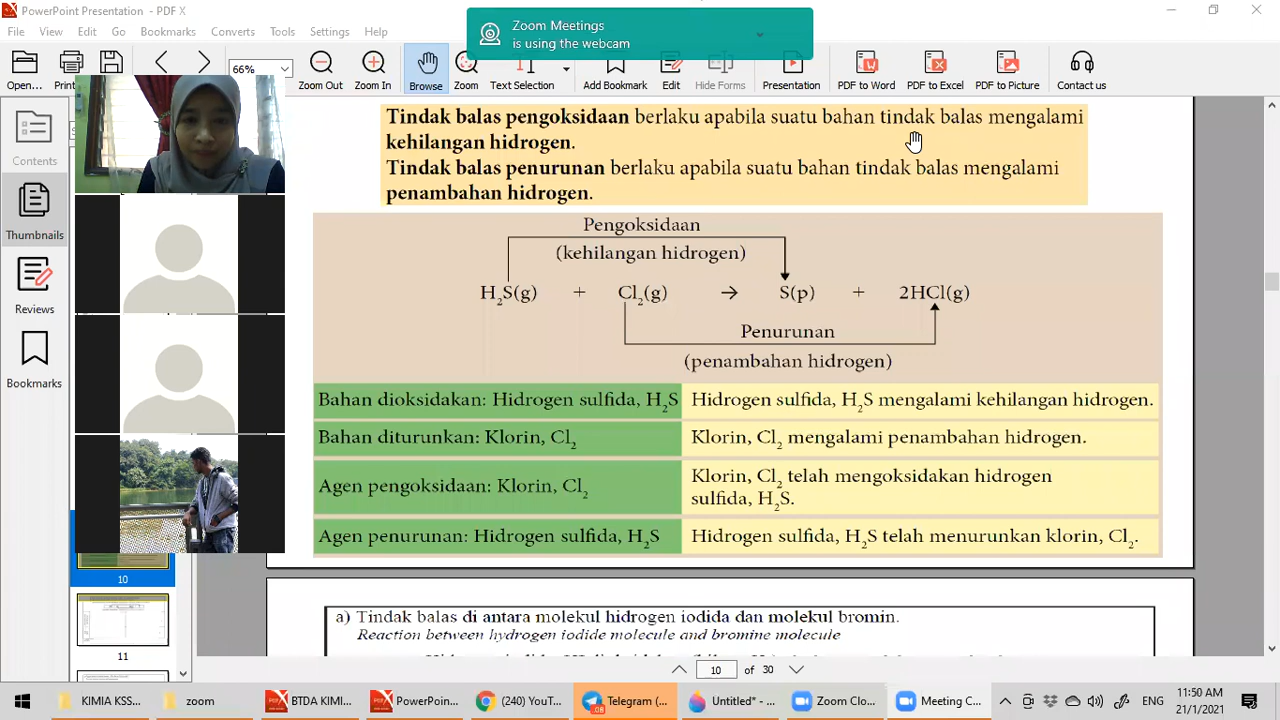 PowerPoint Presentation - PDF X
Zoom Meetings
is using the webcam
File Edit View Go Bookmarks Converts Tools Settings Help
66%
Open... Print Zoom Out Zoom In Browse Zoom Text Selection Add Bookmark Edit Hide Forms Presentation PDF to Word PDF to Excel PDF to Picture Contact us
Contents
Thumbnails
Reviews
Bookmarks
Tindak balas pengoksidaan berlaku apabila suatu bahan tindak balas mengalami
kehilangan hidrogen.
Tindak balas penurunan berlaku apabila suatu bahan tindak balas mengalami
penambahan hidrogen.
Pengoksidaan
(kehilangan hidrogen)
H₂S(g) + Cl₂(g) → S(p) + 2HCl(g)
Penurunan
(penambahan hidrogen)
Bahan dioksidakan: Hidrogen sulfida, H₂S
Hidrogen sulfida, H₂S mengalami kehilangan hidrogen.
Bahan diturunkan: Klorin, Cl₂
Klorin, Cl₂ mengalami penambahan hidrogen.
Agen pengoksidaan: Klorin, Cl₂
Klorin, Cl₂ telah mengoksidakan hidrogen
sulfida, H₂S.
Agen penurunan: Hidrogen sulfida, H₂S
Hidrogen sulfida, H₂S telah menurunkan klorin, Cl₂.
10
11
a) Tindak balas di antara molekul hidrogen iodida dan molekul bromin.
Reaction between hydrogen iodide molecule and bromine molecule
10 of 30
KIMIA KSS... zoom BTDA KIMI... PowerPoin... (240) YouT... Telegram (... Untitled* - ... Zoom Clo... Meeting C... ENG
11:50 AM
21/1/2021